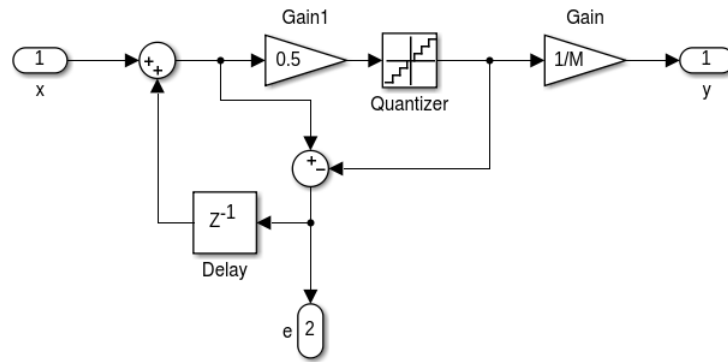 Gain1
Gain
1
x
+
+
0.5
Quantizer
1/M
1
y
+
−
Z-1
Delay
e
2